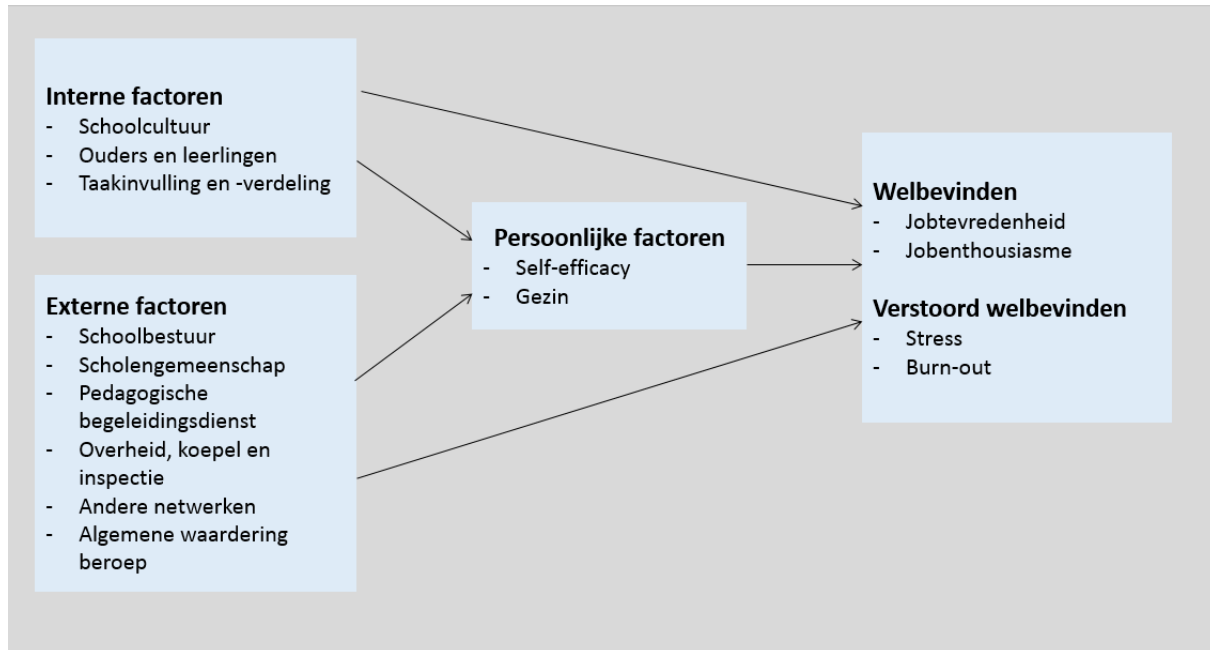 Interne factoren
- Schoolcultuur
- Ouders en leerlingen
- Taakinvulling en -verdeling
Externe factoren
- Schoolbestuur
- Scholengemeenschap
- Pedagogische
begeleidingsdienst
- Overheid, koepel en
inspectie
- Andere netwerken
- Algemene waardering
beroep
Persoonlijke factoren
- Self-efficacy
- Gezin
Welbevinden
- Jobtevredenheid
- Jobenthousiasme
Verstoord welbevinden
- Stress
- Burn-out